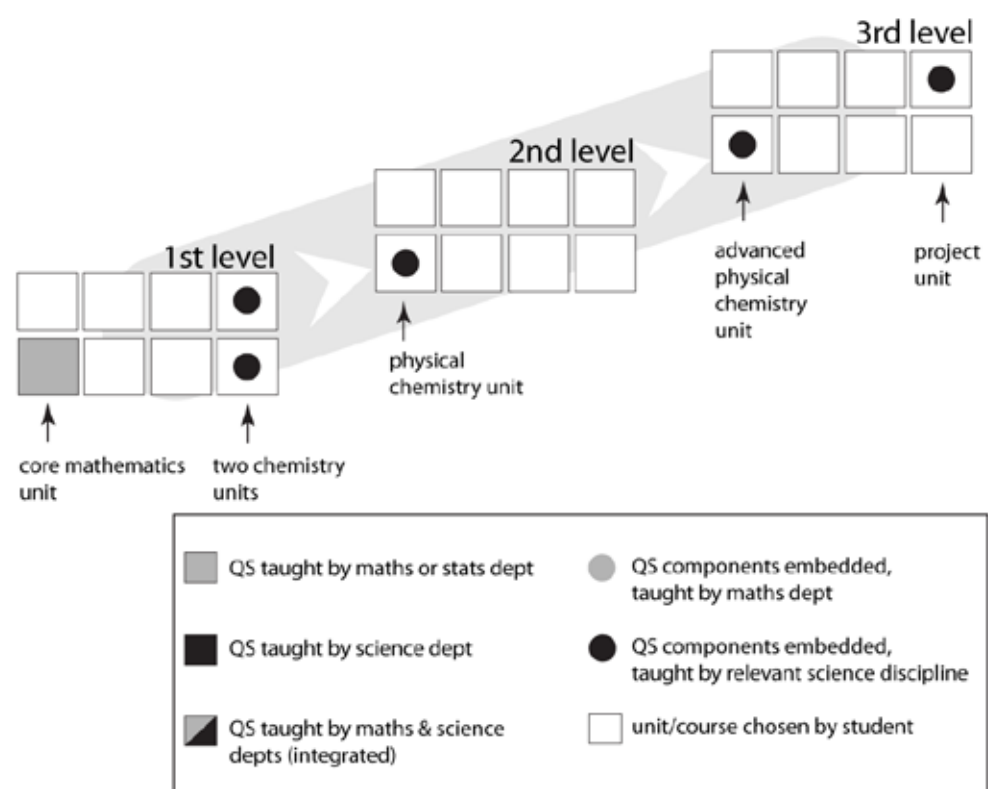 3rd level
2nd level
1st level
advanced
physical
chemistry
unit
project
unit
physical
chemistry unit
core mathematics
unit
two chemistry
units
QS taught by maths or stats dept
QS components embedded,
taught by maths dept
QS taught by science dept
QS components embedded,
taught by relevant science discipline
QS taught by maths & science
depts (integrated)
unit/course chosen by student